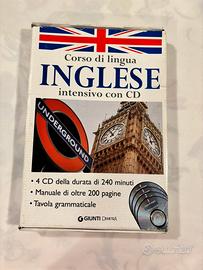 Corso di lingua
INGLESE
intensivo con CD
UNDERGROUND
• 4 CD della durata di 240 minuti
• Manuale di oltre 200 pagine
• Tavola grammaticale
GIUNTI DEMETRA